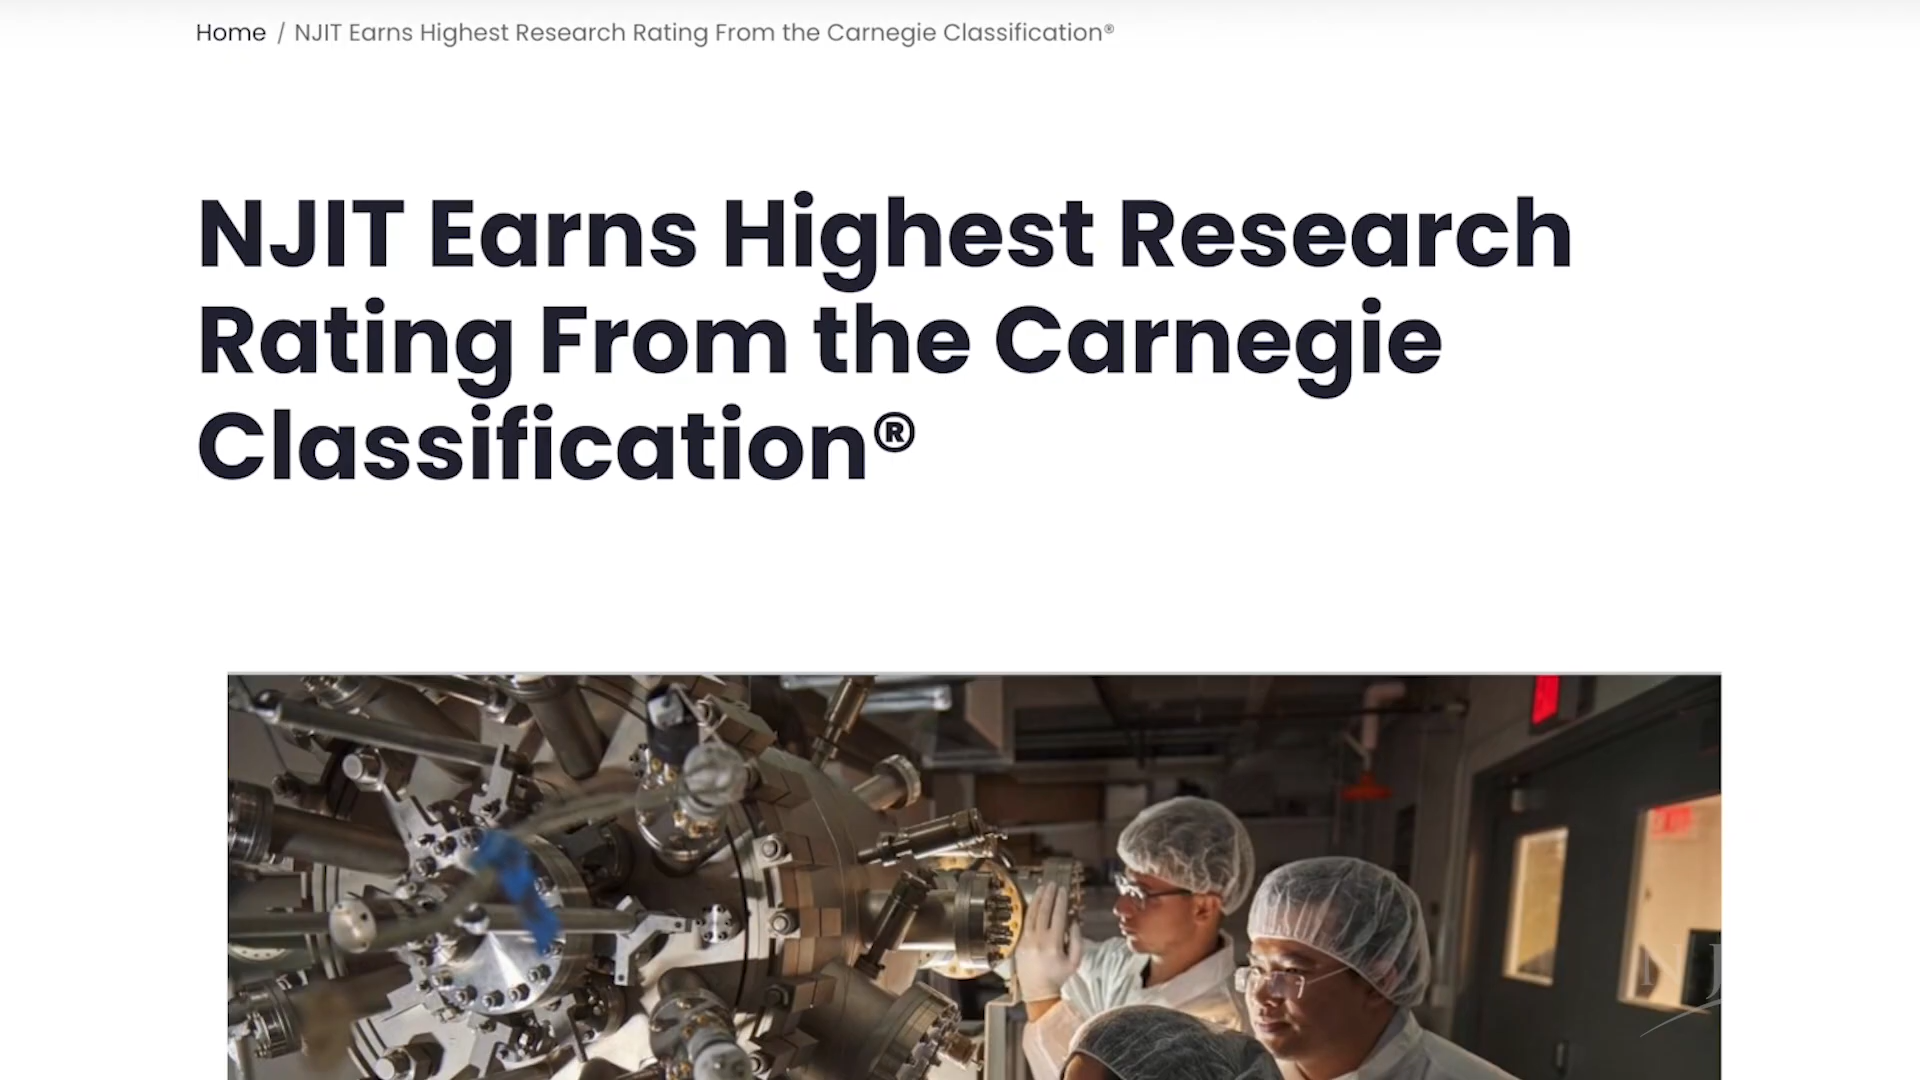 Home / NJIT Earns Highest Research Rating From the Carnegie Classification®
NJIT Earns Highest Research
Rating From the Carnegie
Classification®